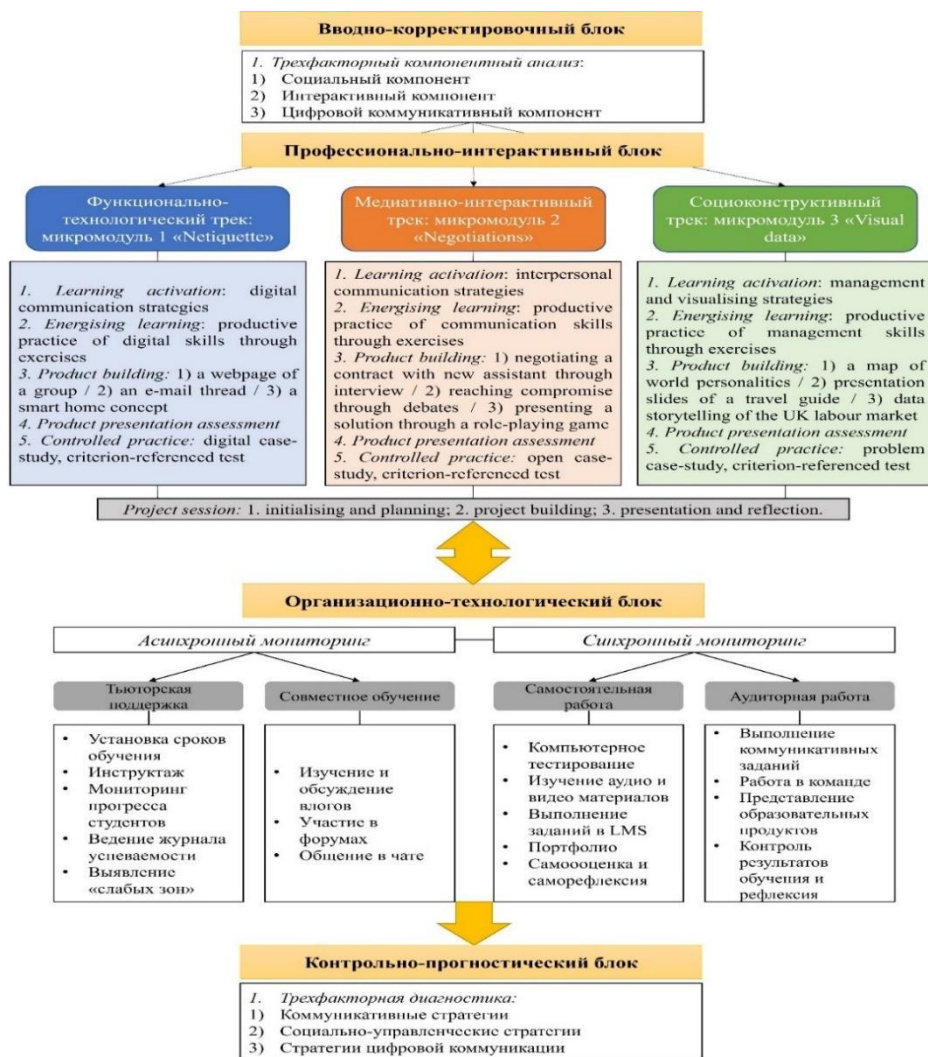 Вводно-корректировочный блок
1. Трехфакторный компонентный анализ:
1) Социальный компонент
2) Интерактивный компонент
3) Цифровой коммуникативный компонент
Профессионально-интерактивный блок
Функционально-
технологический трек:
микромодуль 1 «Netiquette»
1. Learning activation: digital
communication strategies
2. Energising learning: productive
practice of digital skills through
exercises
3. Product building: 1) a webpage of
a group / 2) an e-mail thread / 3) a
smart home concept
4. Product presentation assessment
5. Controlled practice: digital case-
study, criterion-referenced test
Медиативно-интерактивный
трек: микромодуль 2
«Negotiations»
1. Learning activation: interpersonal
communication strategies
2. Energising learning: productive
practice of communication skills
through exercises
3. Product building: 1) negotiating a
contract with new assistant through
interview / 2) reaching compromise
through debates / 3) presenting a
solution through a role-playing game
4. Product presentation assessment
5. Controlled practice: open case-
study, criterion-referenced test
Социоконструктивный
трек: микромодуль 3 «Visual
data»
1. Learning activation: management
and visualising strategies
2. Energising learning: productive
practice of management skills
through exercises
3. Product building: 1) a map of
world personalities / 2) presentation
slides of a travel guide / 3) data
storytelling of the UK labour market
4. Product presentation assessment
5. Controlled practice: problem
case-study, criterion-referenced test
Project session: 1. initialising and planning; 2. project building; 3. presentation and reflection.
Организационно-технологический блок
Асинхронный мониторинг
Синхронный мониторинг
Тьюторская
поддержка
• Установка сроков
обучения
• Инструктаж
• Мониторинг
прогресса
студентов
• Ведение журнала
успеваемости
• Выявление
«слабых зон»
Совместное обучение
• Изучение и
обсуждение
влогов
• Участие в
форумах
• Общение в чате
Самостоятельная
работа
• Компьютерное
тестирование
• Изучение аудио и
видео материалов
• Выполнение
заданий в LMS
• Портфолио
• Самоооценка и
саморефлексия
Аудиторная работа
• Выполнение
коммуникативных
заданий
• Работа в команде
• Представление
образовательных
продуктов
• Контроль
результатов
обучения и
рефлексия
Контрольно-прогностический блок
1. Трехфакторная диагностика:
1) Коммуникативные стратегии
2) Социально-управленческие стратегии
3) Стратегии цифровой коммуникации